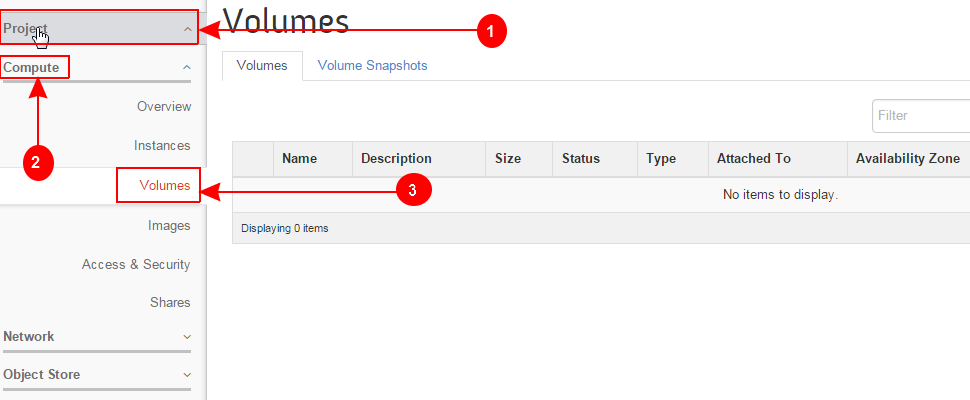 Project
1
Compute
2
Overview
Instances
Volumes
3
Images
Access & Security
Shares
Network
Object Store
Volumes
Volumes Volume Snapshots
Filter
Name Description Size Status Type Attached To Availability Zone
No items to display.
Displaying 0 items